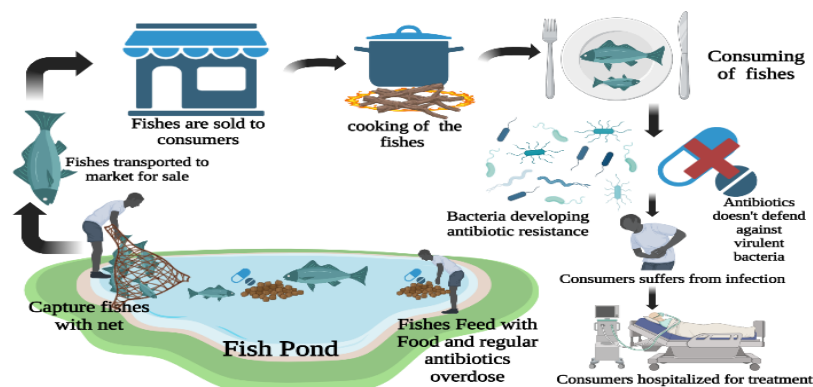 Fishes are sold to
consumers
cooking of the
fishes
Consuming
of fishes
Fishes transported to
market for sale
Bacteria developing
antibiotic resistance
Antibiotics
doesn't defend
against
virulent
bacteria
Consumers suffers from infection
Capture fishes
with net
Fish Pond
Fishes Feed with
Food and regular
antibiotics
overdose
Consumers hospitalized for treatment